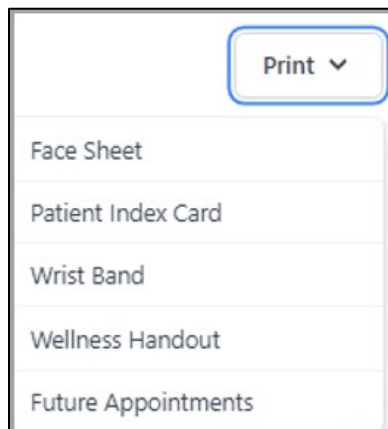 Print
Face Sheet
Patient Index Card
Wrist Band
Wellness Handout
Future Appointments